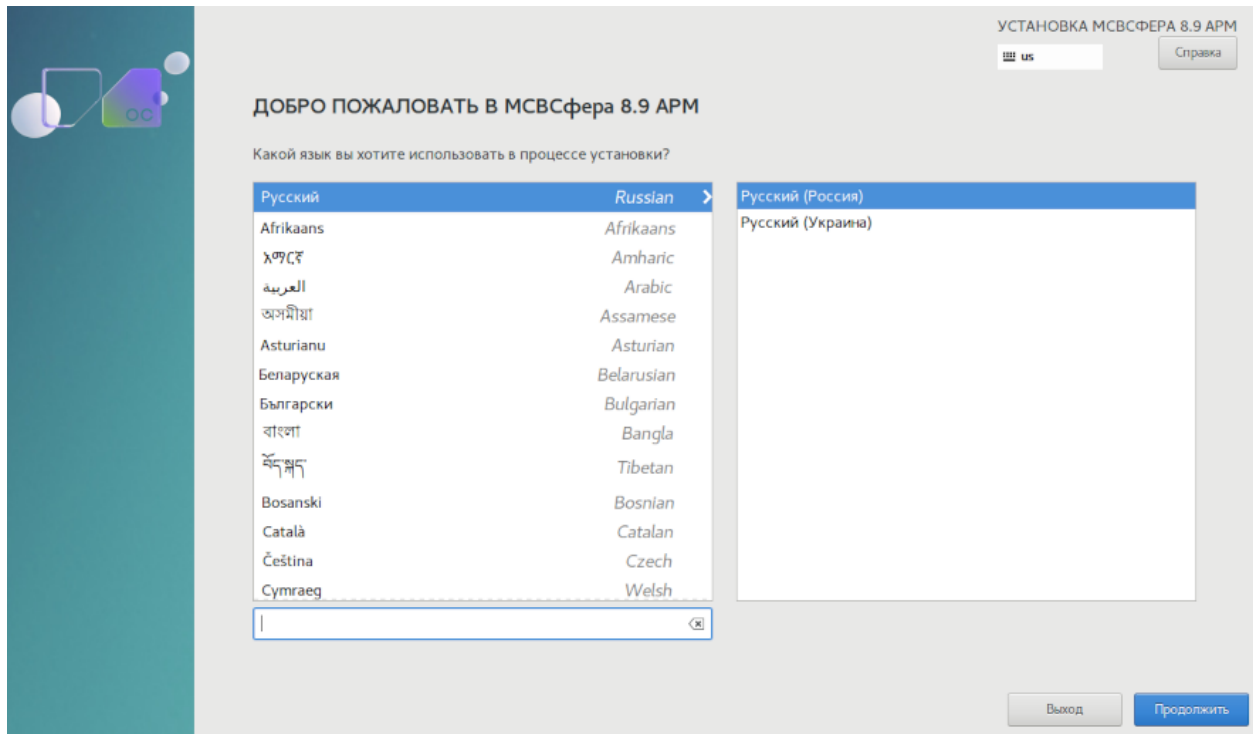 УСТАНОВКА МСВСФЕРА 8.9 АРМ
us
Справка
ОС
ДОБРО ПОЖАЛОВАТЬ В МСВСфера 8.9 АРМ
Какой язык вы хотите использовать в процессе установки?
Русский Russian
Afrikaans Afrikaans
አማርኛ Amharic
العربية Arabic
অসমীয়া Assamese
Asturianu Asturian
Беларуская Belarusian
Български Bulgarian
বাংলা Bangla
བོད་སྐད་ Tibetan
Bosanski Bosnian
Català Catalan
Čeština Czech
Cymraeg Welsh
Русский (Россия)
Русский (Украина)
Выход
Продолжить